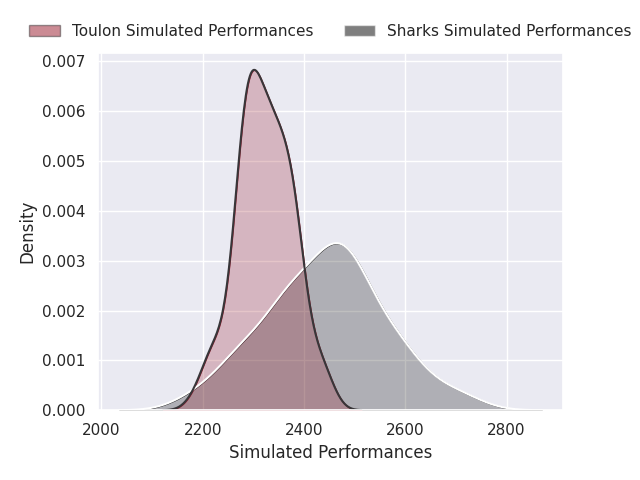 Toulon Simulated Performances Sharks Simulated Performances
0.007
0.006
0.005
0.004
0.003
0.002
0.001
0.000
Density
2000 2200 2400 2600 2800
Simulated Performances